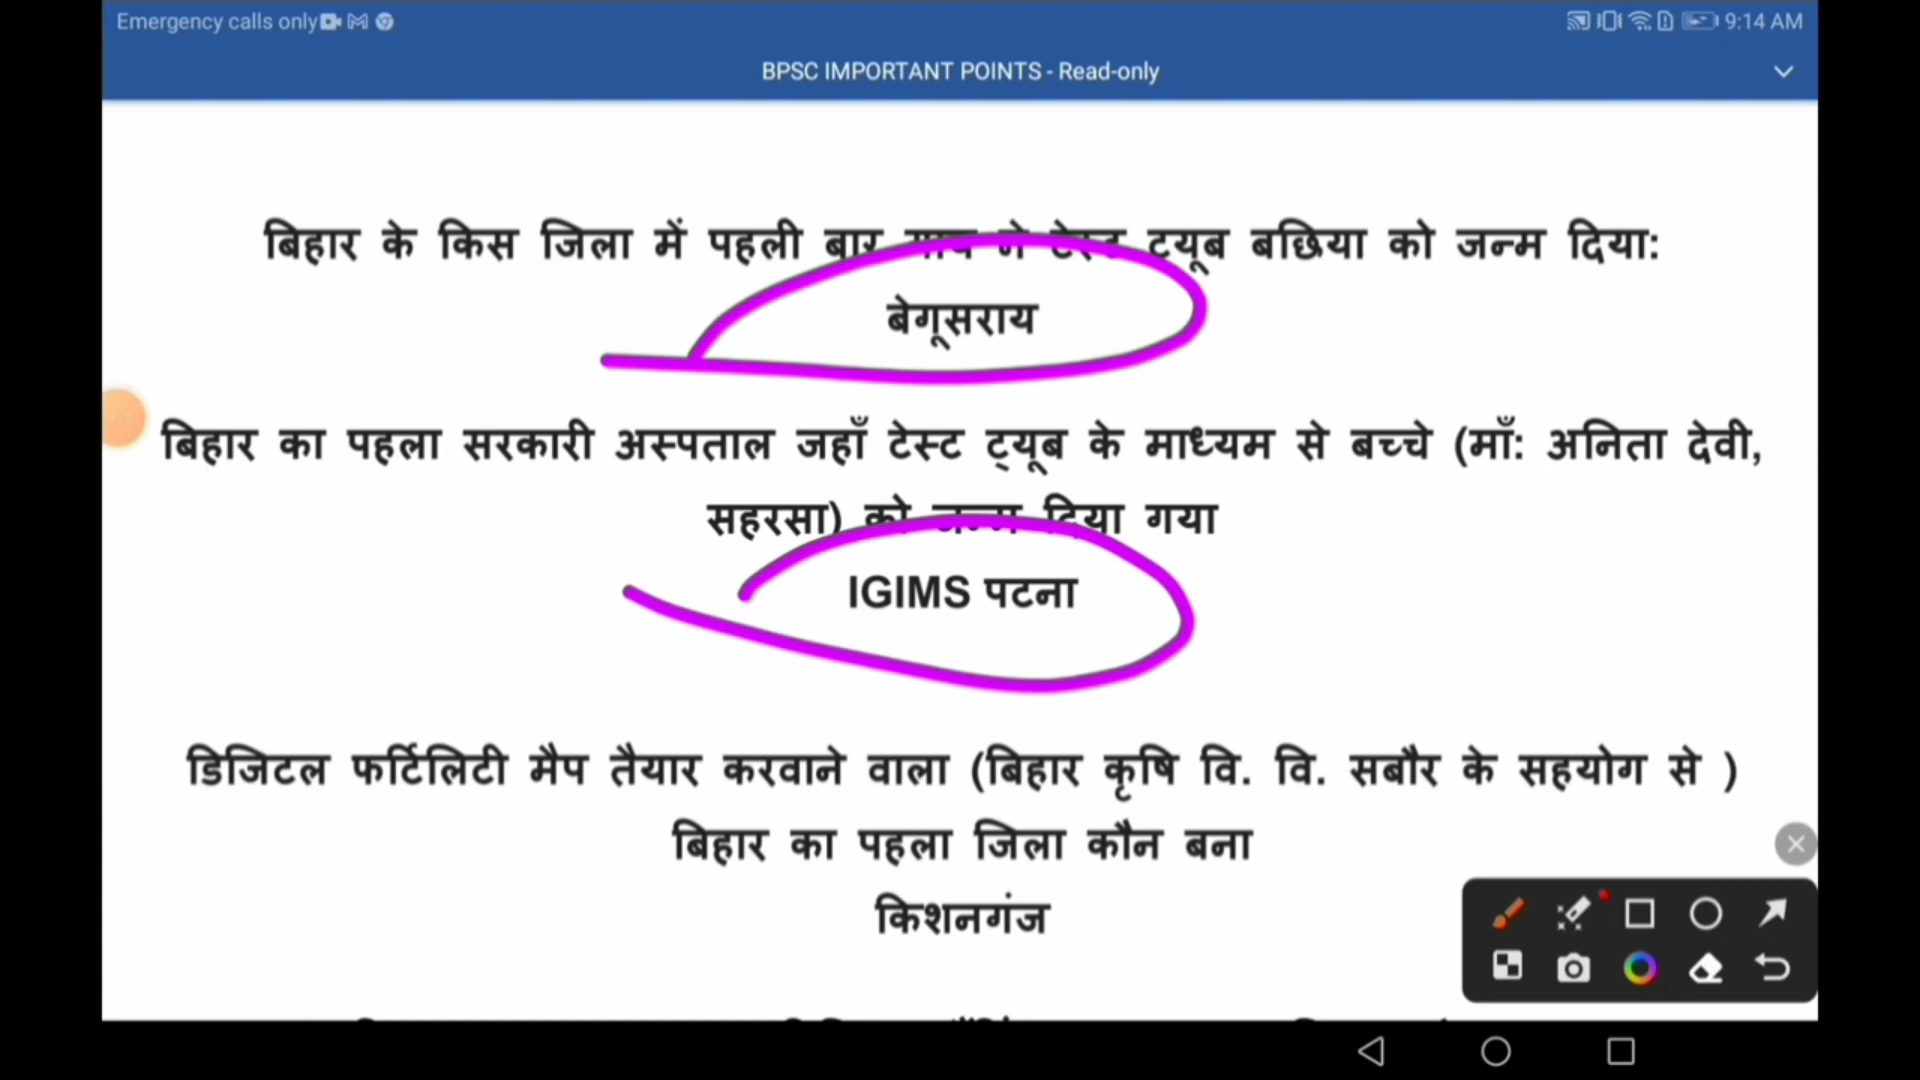 Emergency calls only
9:14 AM
BPSC IMPORTANT POINTS - Read-only
बिहार के किस जिला में पहली बार गाय ने टेस्ट ट्यूब बछिया को जन्म दिया:
बेगूसराय
बिहार का पहला सरकारी अस्पताल जहाँ टेस्ट ट्यूब के माध्यम से बच्चे (माँ: अनिता देवी,
सहरसा) को जन्म दिया गया
IGIMS पटना
डिजिटल फर्टिलिटी मैप तैयार करवाने वाला (बिहार कृषि वि. वि. सबौर के सहयोग से )
बिहार का पहला जिला कौन बना
किशनगंज